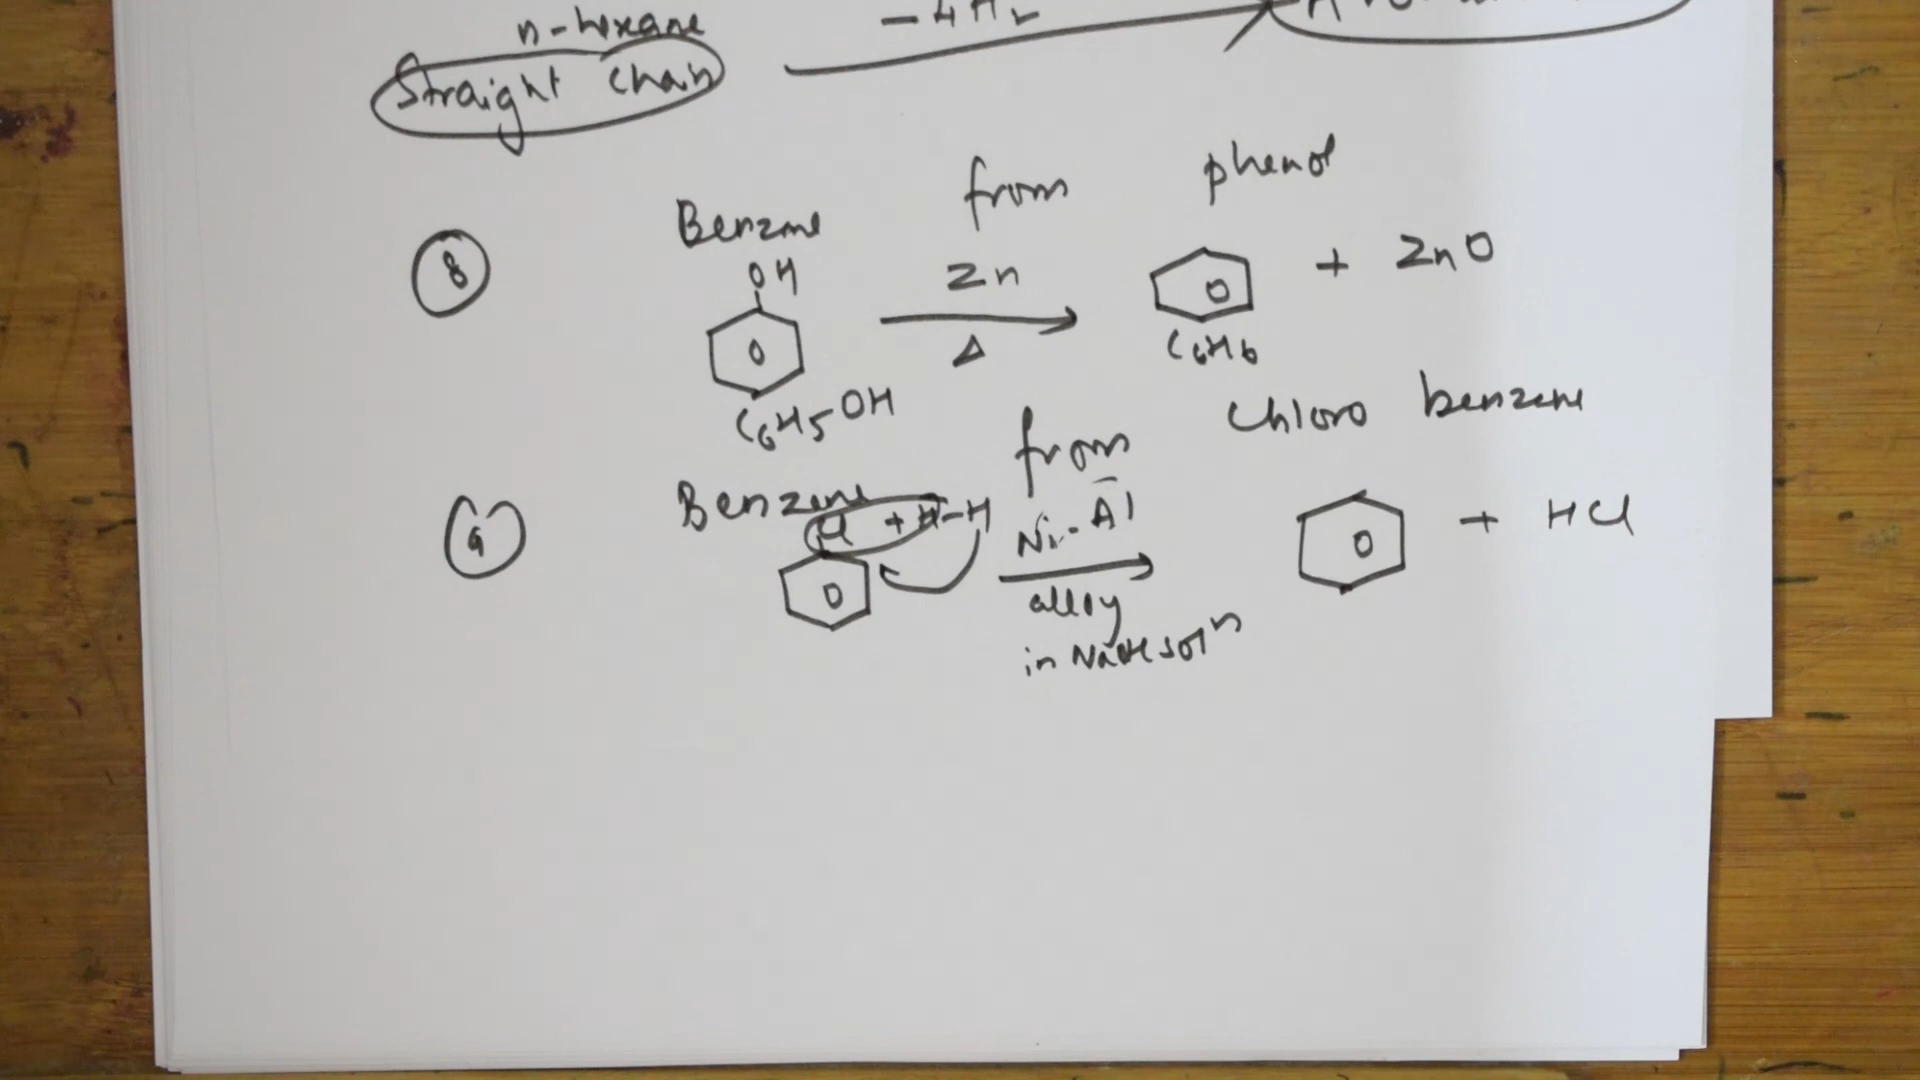 n-hexane
- 4H₂
Straight chain
8 Benzene from phenol
OH Zn + ZnO
Δ
C6H5OH C6H6
9 Benzene from Chloro benzene
Cl + H-H Ni-Al + HCl
alloy
in NaOH solⁿ